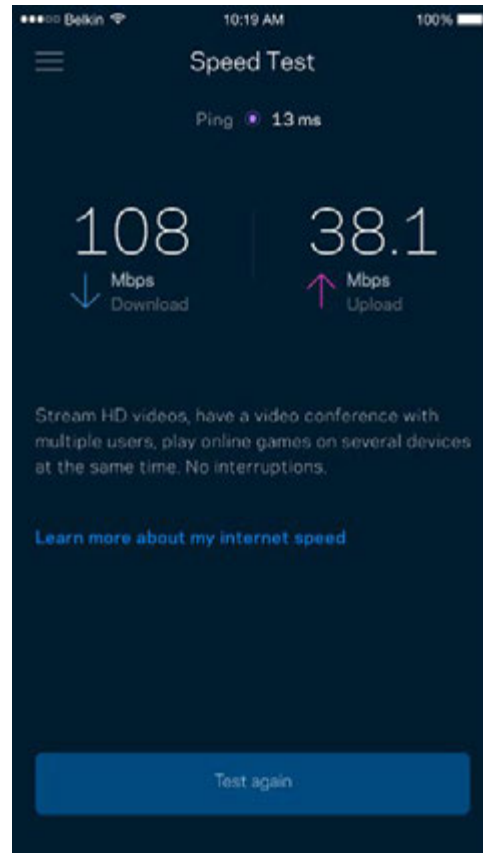 Belkin 10:19 AM 100%
Speed Test
Ping 13 ms
108 38.1
Mbps Mbps
Download Upload
Stream HD videos, have a video conference with
multiple users, play online games on several devices
at the same time. No interruptions.
Learn more about my internet speed
Test again